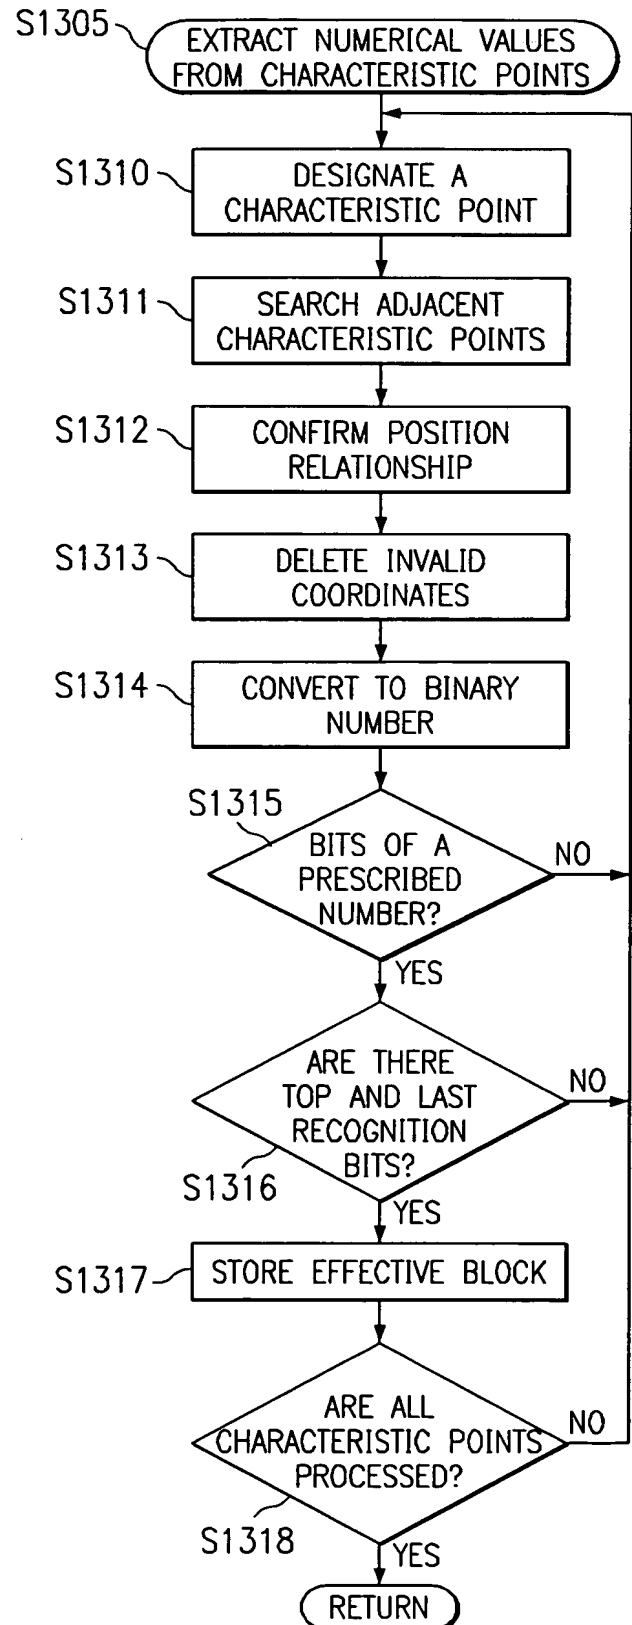 S1305
EXTRACT NUMERICAL VALUES
FROM CHARACTERISTIC POINTS
S1310
DESIGNATE A
CHARACTERISTIC POINT
S1311
SEARCH ADJACENT
CHARACTERISTIC POINTS
S1312
CONFIRM POSITION
RELATIONSHIP
S1313
DELETE INVALID
COORDINATES
S1314
CONVERT TO BINARY
NUMBER
S1315
BITS OF A
PRESCRIBED
NUMBER?
NO
YES
ARE THERE
TOP AND LAST
RECOGNITION
BITS?
NO
S1316
YES
S1317
STORE EFFECTIVE BLOCK
ARE ALL
CHARACTERISTIC POINTS
PROCESSED?
NO
S1318
YES
RETURN